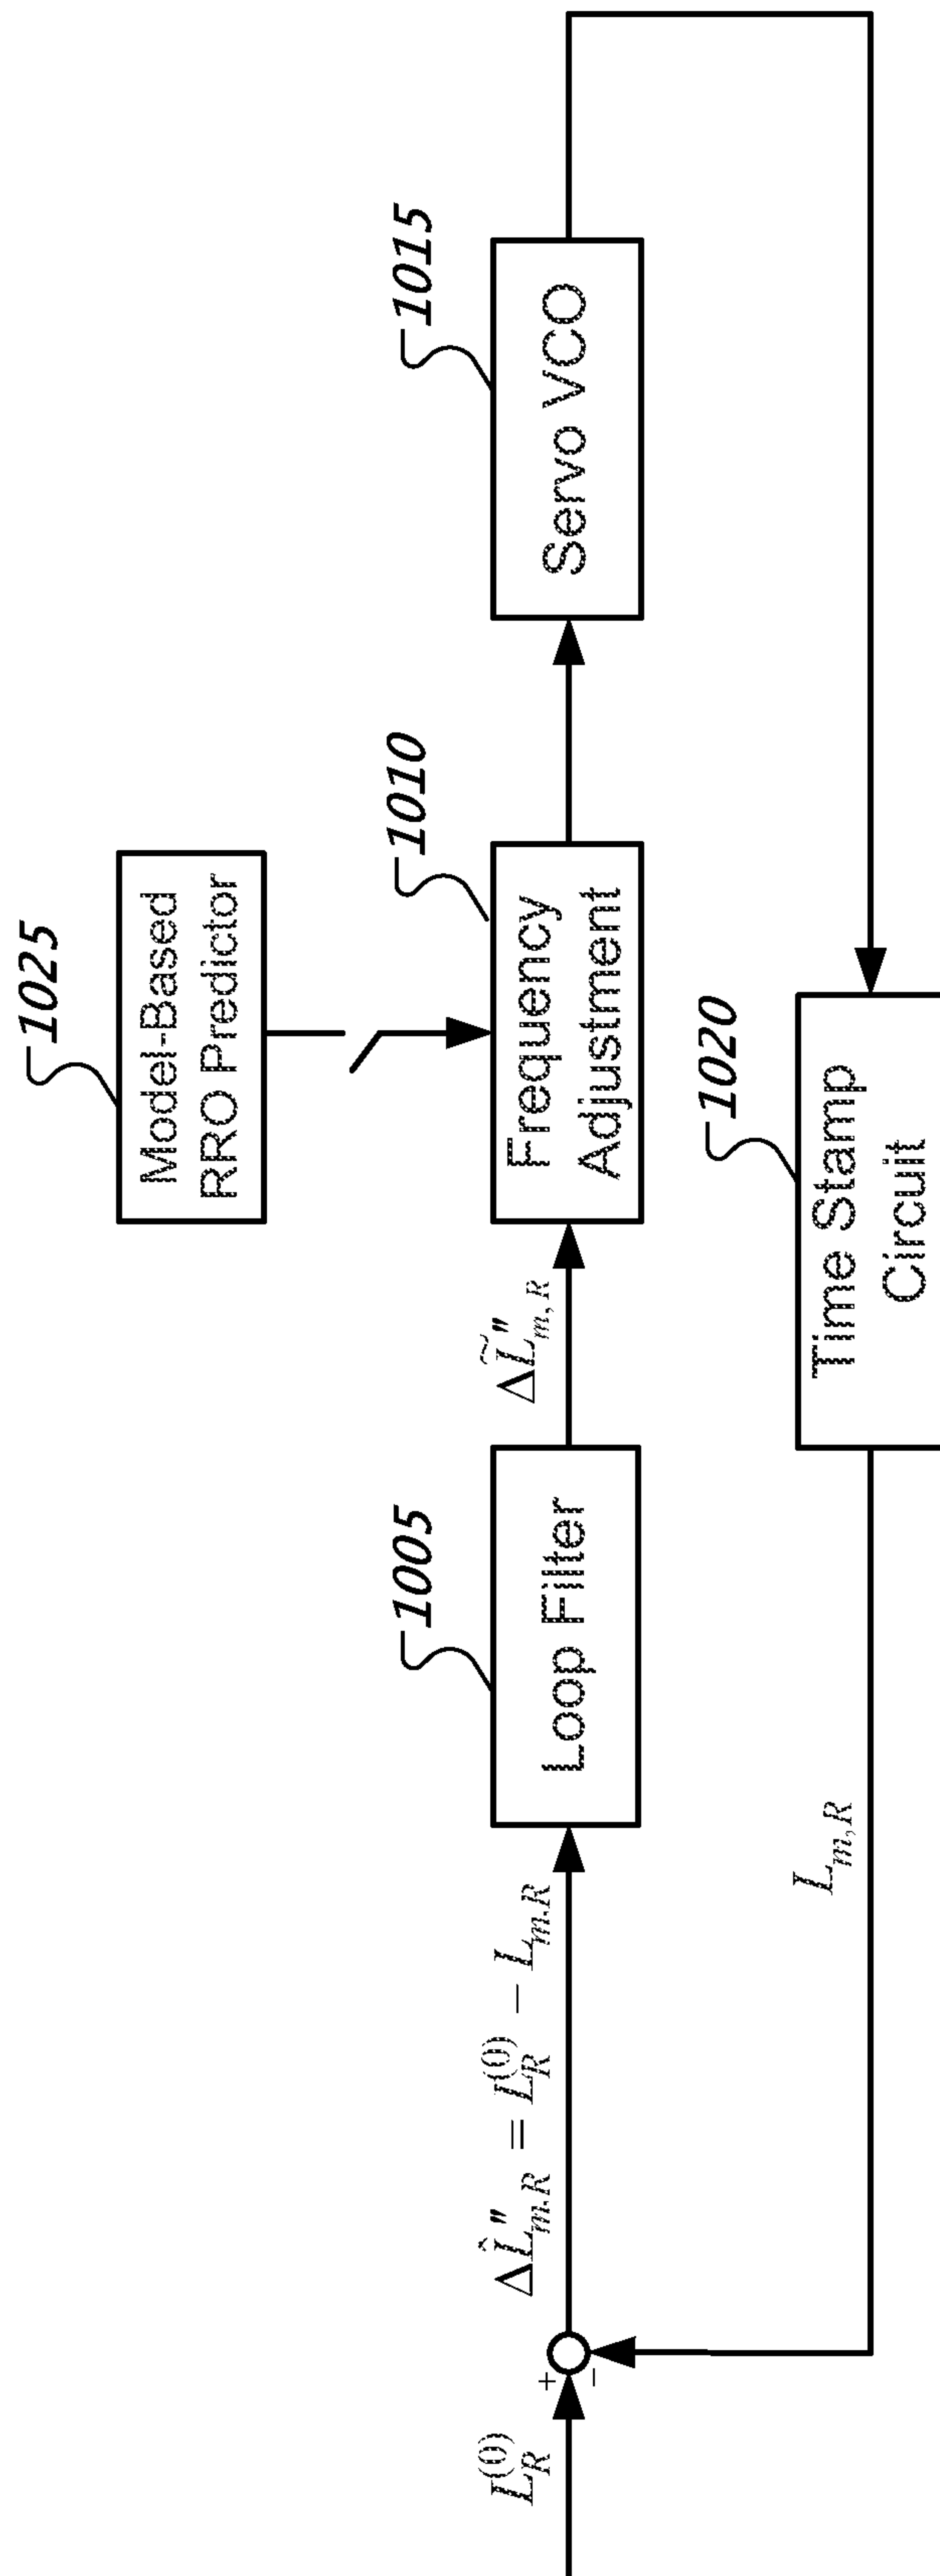 1025
Model-Based
RRO Predictor
1005
1010
1015
L_R^{(0)}
+
−
ΔL̂″_{m,R} = L_R^{(0)} − L_{m,R}
Loop Filter
ΔL̃″_{m,R}
Frequency
Adjustment
Servo VCO
1020
L_{m,R}
Time Stamp
Circuit